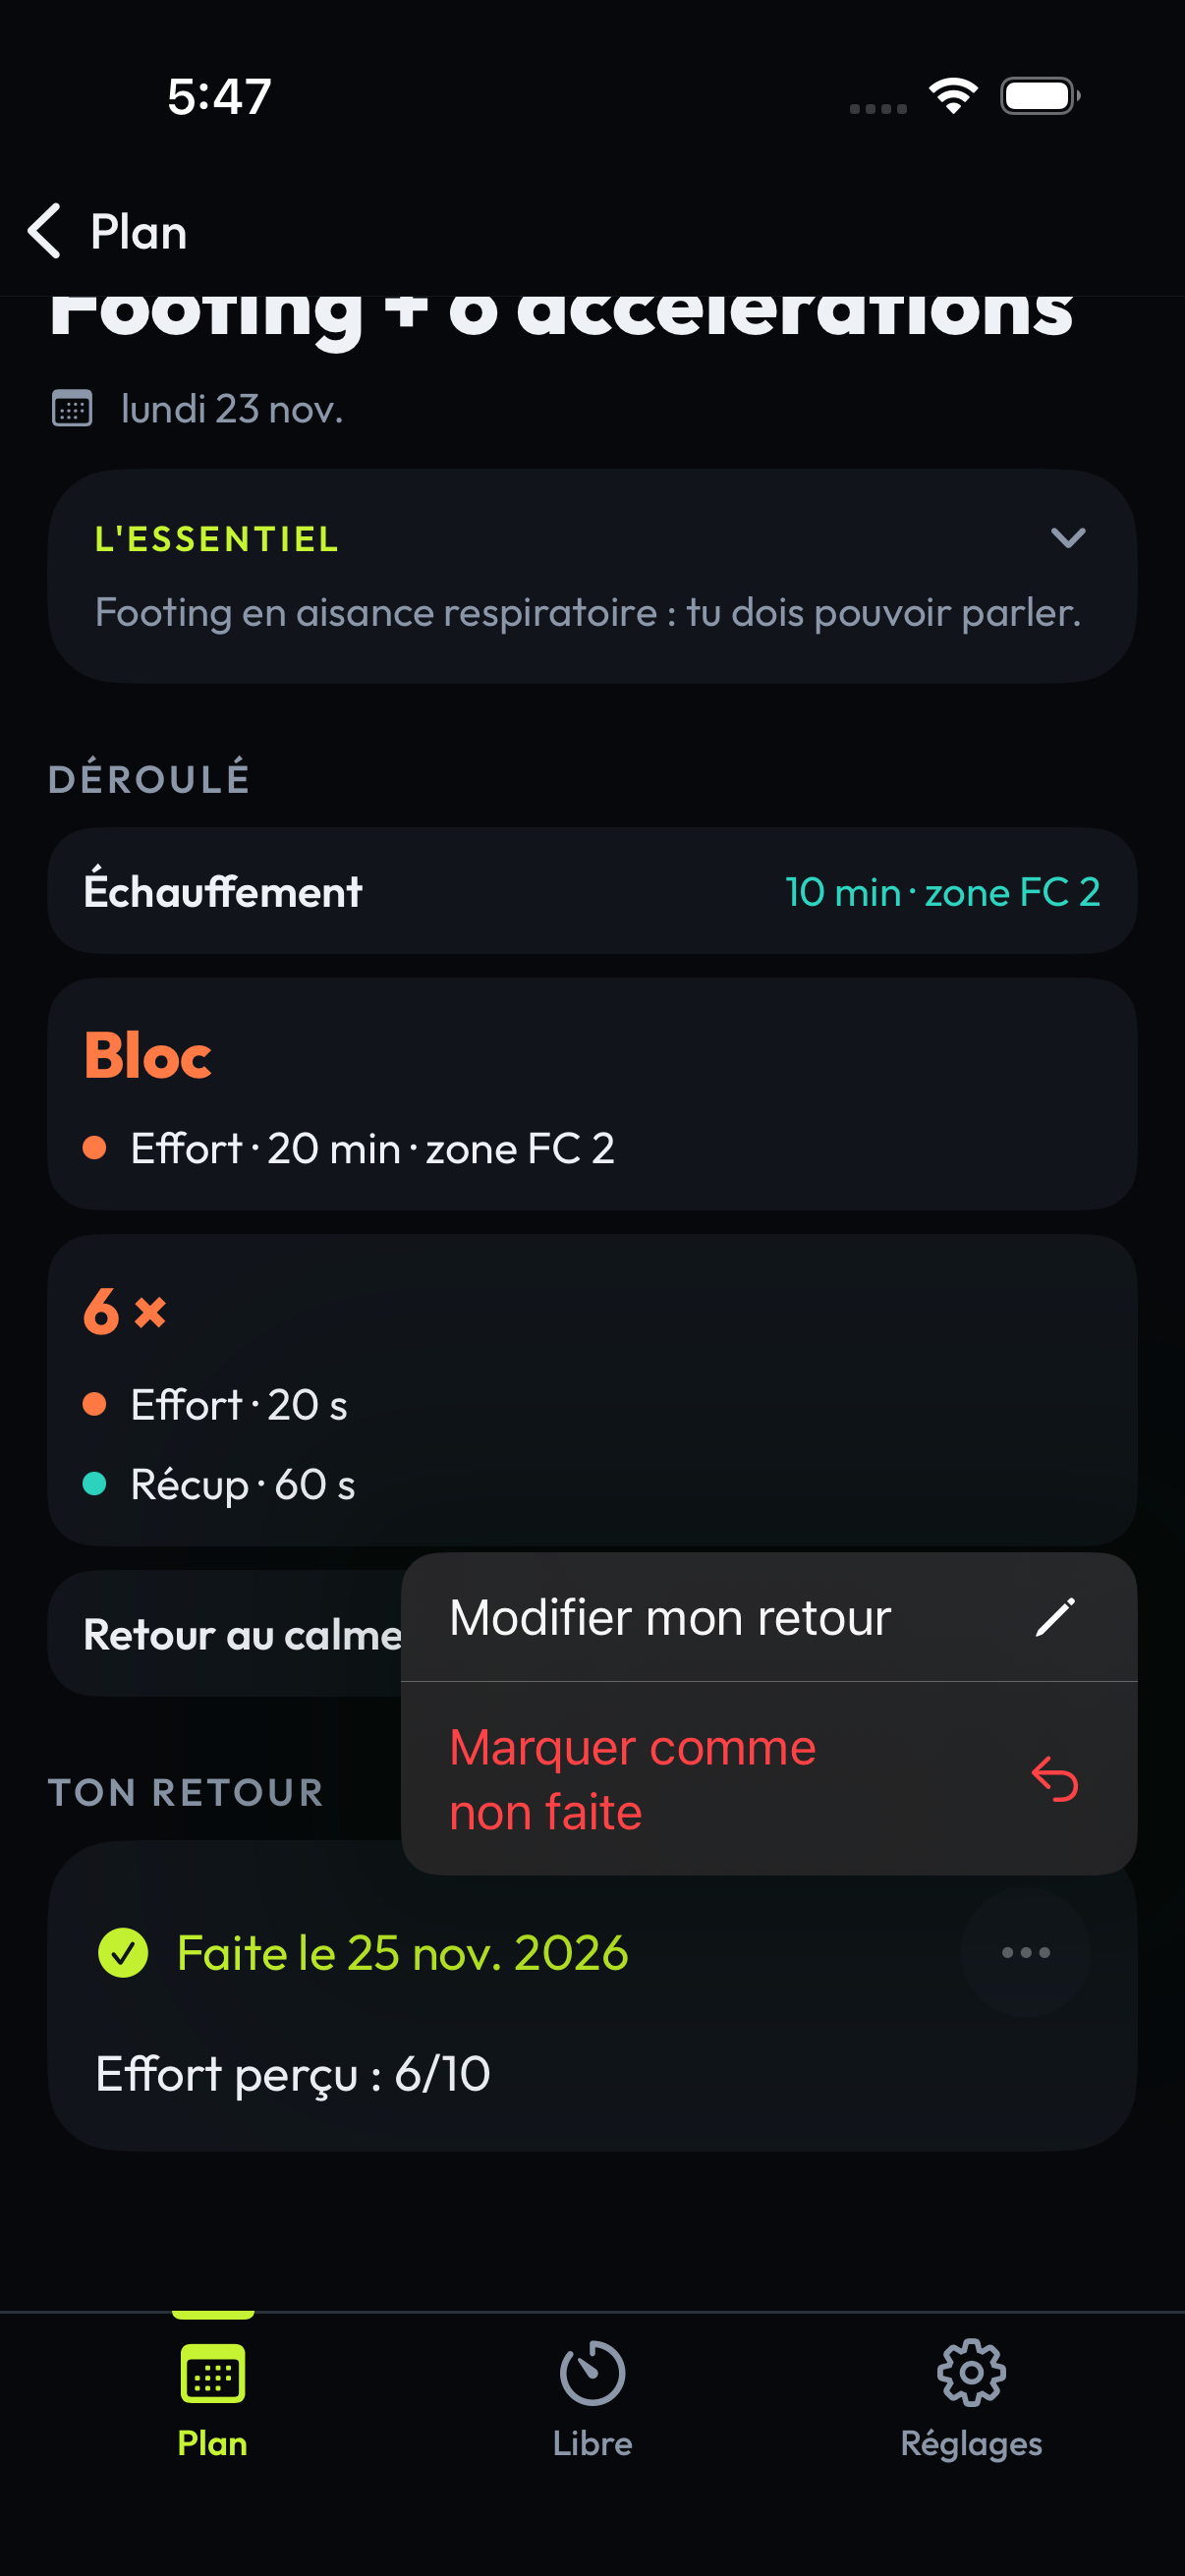 5:47
Plan
Footing + 6 accélérations
lundi 23 nov.
L'ESSENTIEL
Footing en aisance respiratoire : tu dois pouvoir parler.
DÉROULÉ
Échauffement
10 min · zone FC 2
Bloc
Effort · 20 min · zone FC 2
6 ×
Effort · 20 s
Récup · 60 s
Retour au calme
Modifier mon retour
Marquer comme
non faite
TON RETOUR
Faite le 25 nov. 2026
Effort perçu : 6/10
Plan
Libre
Réglages